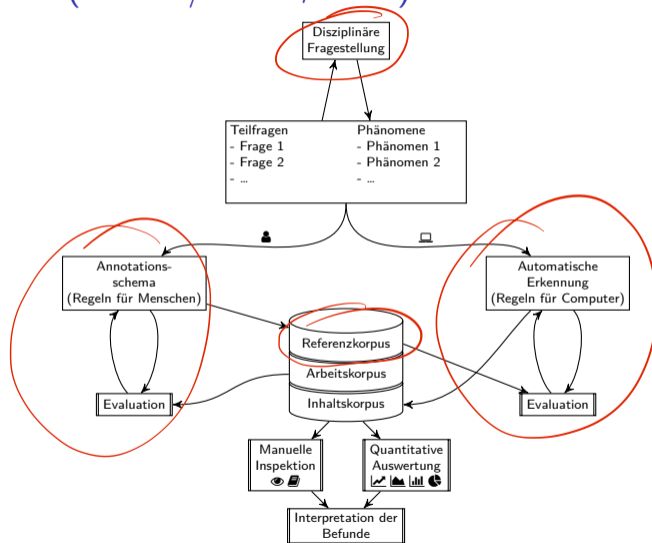 Disziplinäre
Fragestellung
Teilfragen
- Frage 1
- Frage 2
- ...
Phänomene
- Phänomen 1
- Phänomen 2
- ...
Annotations-
schema
(Regeln für Menschen)
Automatische
Erkennung
(Regeln für Computer)
Referenzkorpus
Arbeitskorpus
Inhaltskorpus
Evaluation
Evaluation
Manuelle
Inspektion
Quantitative
Auswertung
Interpretation der
Befunde